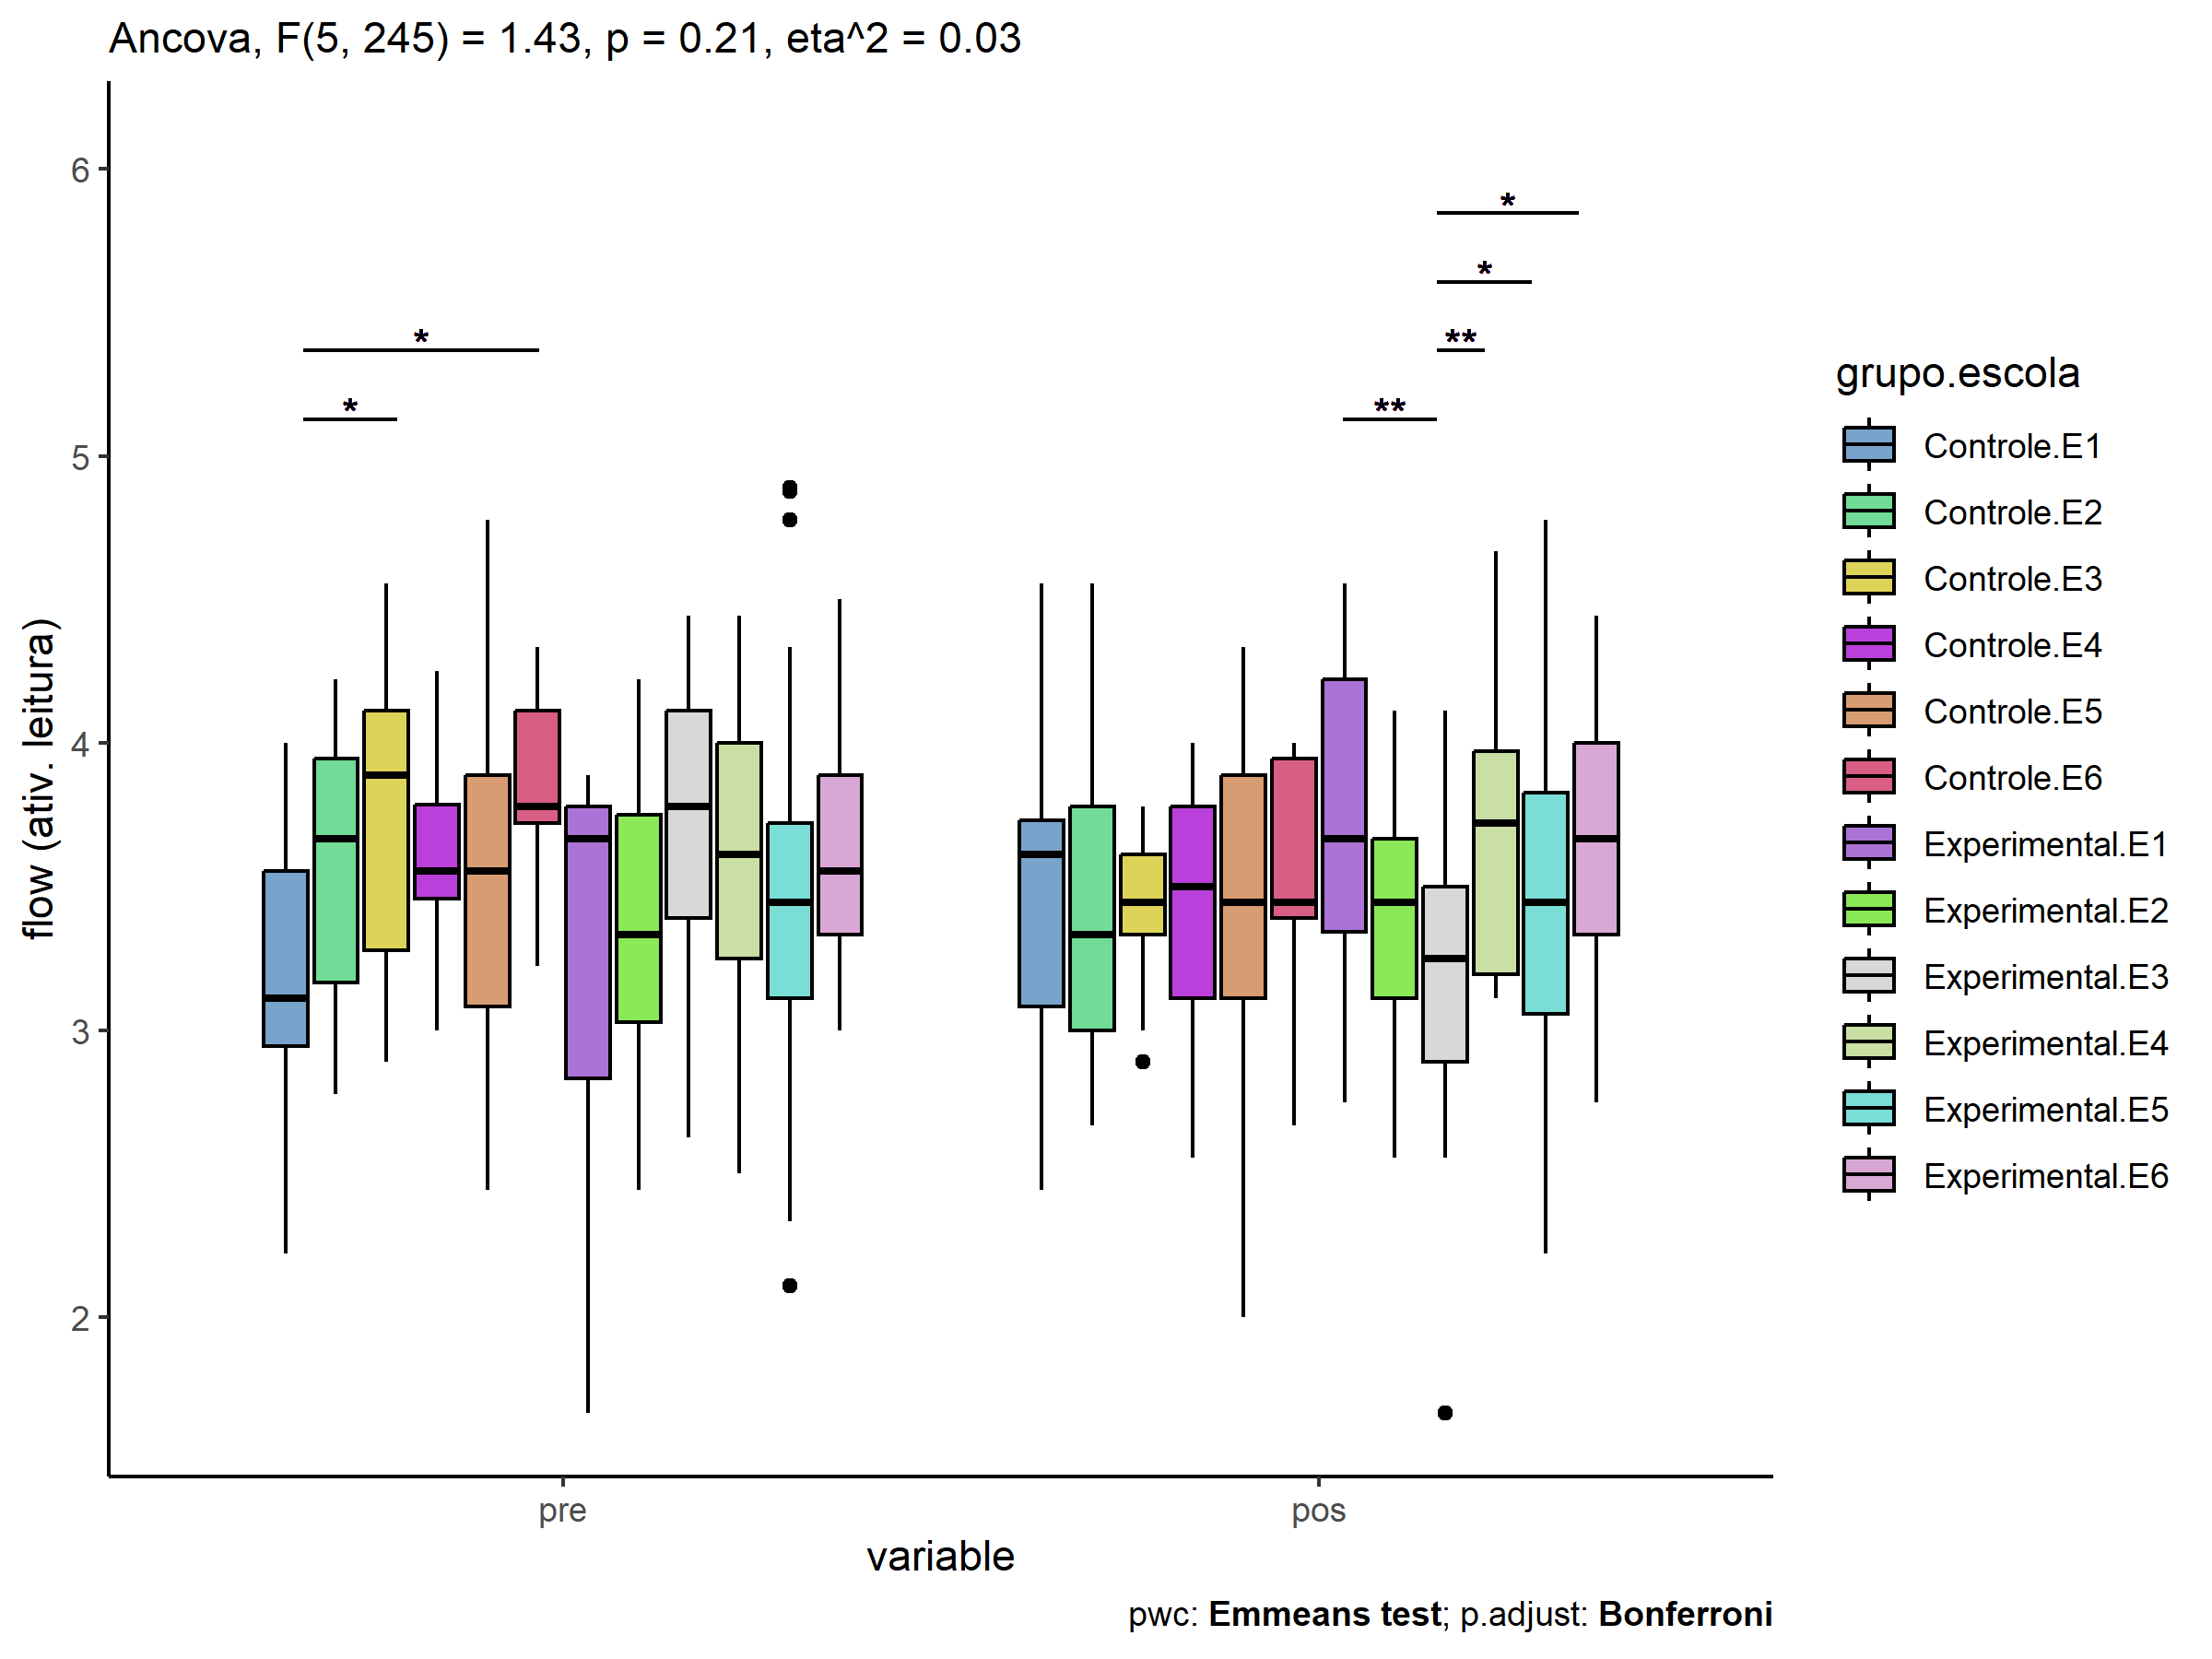 Ancova, F(5, 245) = 1.43, p = 0.21, eta^2 = 0.03
flow (ativ. leitura)
6
5
4
3
2
*
*
*
*
**
**
pre
pos
variable
pwc: Emmeans test; p.adjust: Bonferroni
grupo.escola
Controle.E1
Controle.E2
Controle.E3
Controle.E4
Controle.E5
Controle.E6
Experimental.E1
Experimental.E2
Experimental.E3
Experimental.E4
Experimental.E5
Experimental.E6